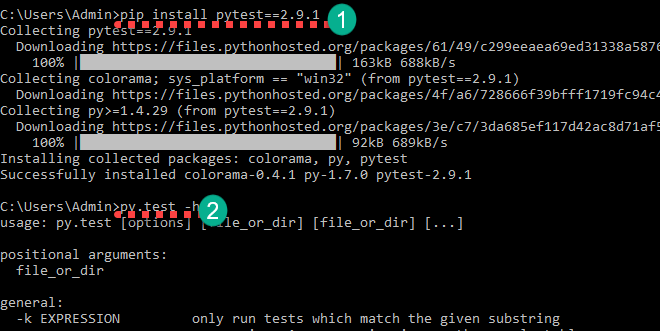 C:\Users\Admin>pip install pytest==2.9.1
1
Collecting pytest==2.9.1
Downloading https://files.pythonhosted.org/packages/61/49/c299eeaea69ed31338a5876
100% | | 163kB 688kB/s
Collecting colorama; sys_platform == "win32" (from pytest==2.9.1)
Downloading https://files.pythonhosted.org/packages/4f/a6/728666f39bfff1719fc94c4
Collecting py>=1.4.29 (from pytest==2.9.1)
Downloading https://files.pythonhosted.org/packages/3e/c7/3da685ef117d42ac8d71af5
100% | | 92kB 689kB/s
Installing collected packages: colorama, py, pytest
Successfully installed colorama-0.4.1 py-1.7.0 pytest-2.9.1
C:\Users\Admin>py.test -h
2
usage: py.test [options] [file_or_dir] [file_or_dir] [...]
positional arguments:
file_or_dir
general:
-k EXPRESSION only run tests which match the given substring